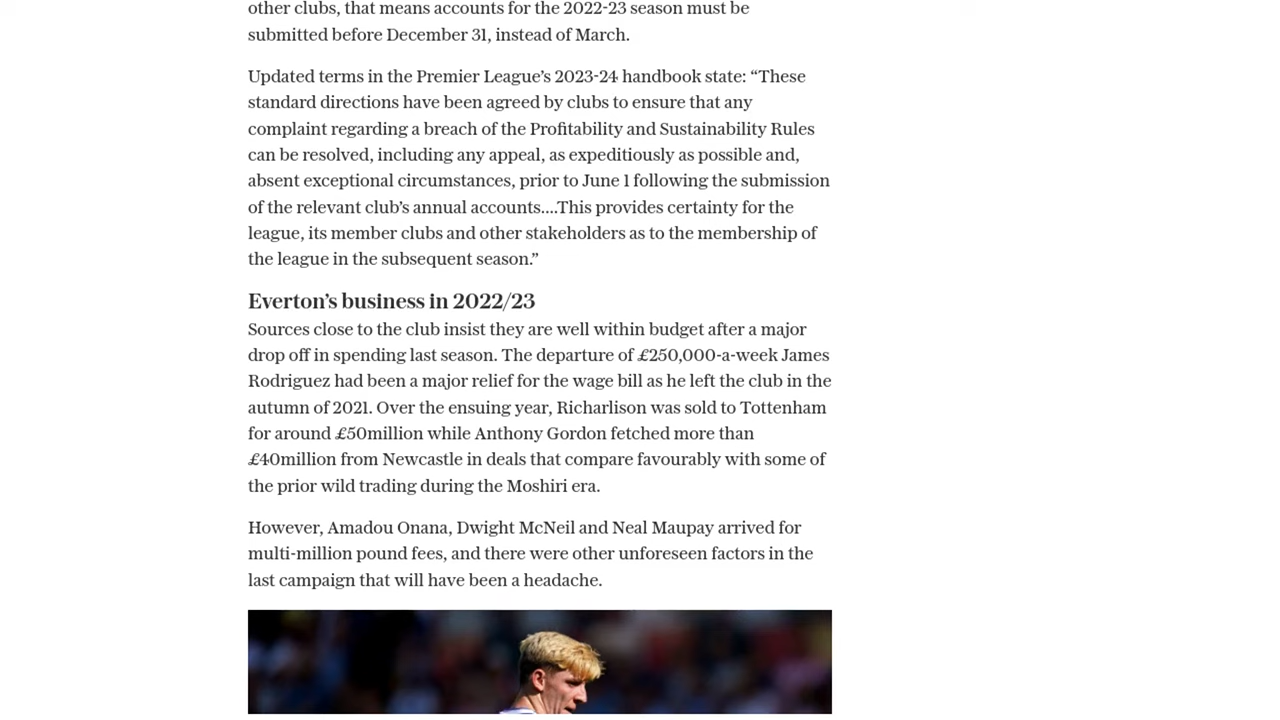 other clubs, that means accounts for the 2022-23 season must be
submitted before December 31, instead of March.
Updated terms in the Premier League’s 2023-24 handbook state: “These
standard directions have been agreed by clubs to ensure that any
complaint regarding a breach of the Profitability and Sustainability Rules
can be resolved, including any appeal, as expeditiously as possible and,
absent exceptional circumstances, prior to June 1 following the submission
of the relevant club’s annual accounts....This provides certainty for the
league, its member clubs and other stakeholders as to the membership of
the league in the subsequent season.”
Everton’s business in 2022/23
Sources close to the club insist they are well within budget after a major
drop off in spending last season. The departure of £250,000-a-week James
Rodriguez had been a major relief for the wage bill as he left the club in the
autumn of 2021. Over the ensuing year, Richarlison was sold to Tottenham
for around £50million while Anthony Gordon fetched more than
£40million from Newcastle in deals that compare favourably with some of
the prior wild trading during the Moshiri era.
However, Amadou Onana, Dwight McNeil and Neal Maupay arrived for
multi-million pound fees, and there were other unforeseen factors in the
last campaign that will have been a headache.